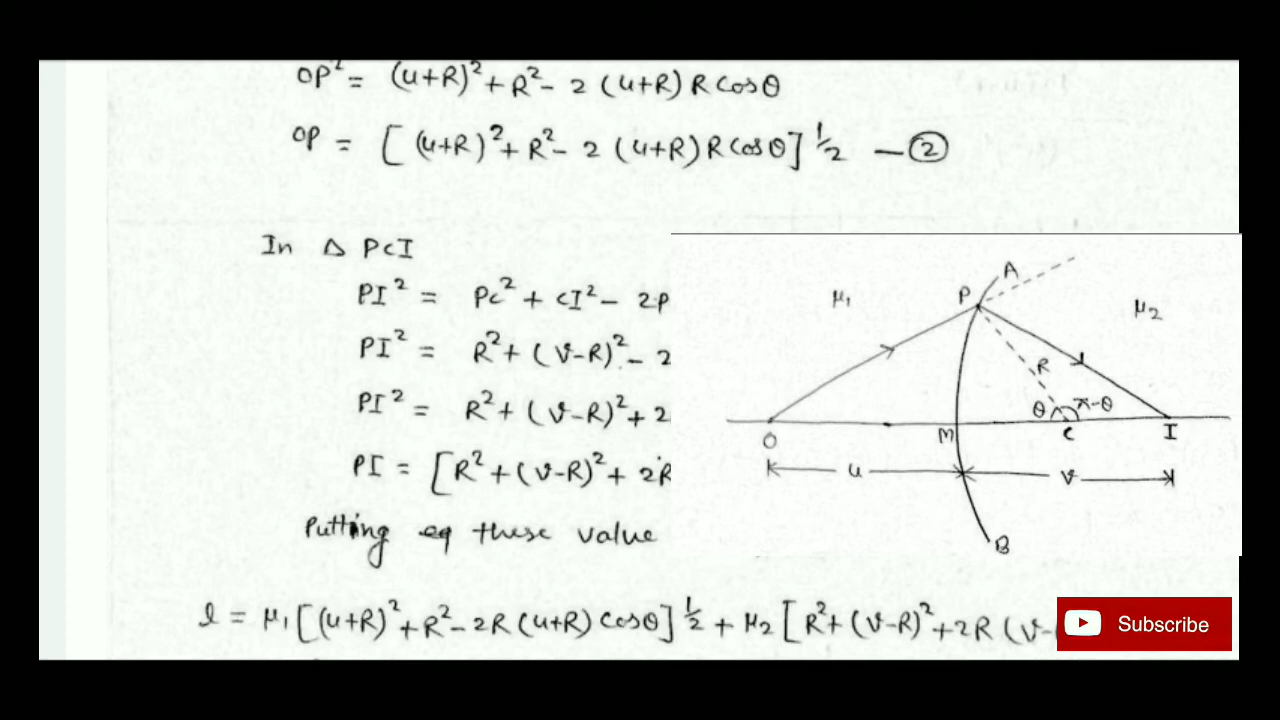 OP² = (u+R)² + R² - 2 (u+R) R Cosθ
OP = [(u+R)² + R² - 2 (u+R) R Cosθ]½ — ②
In Δ PCI
PI² = PC² + CI² - 2P
PI² = R² + (v-R)² - 2
PI² = R² + (v-R)² + 2
PI = [R² + (v-R)² + 2R
Putting eq these value
l = μ₁[(u+R)² + R² - 2R (u+R) Cosθ]½ + μ₂ [R² + (v-R)² + 2R (v-
A
P
μ₁
μ₂
R
θ
π-θ
O
M
C
I
u
v
B
Subscribe